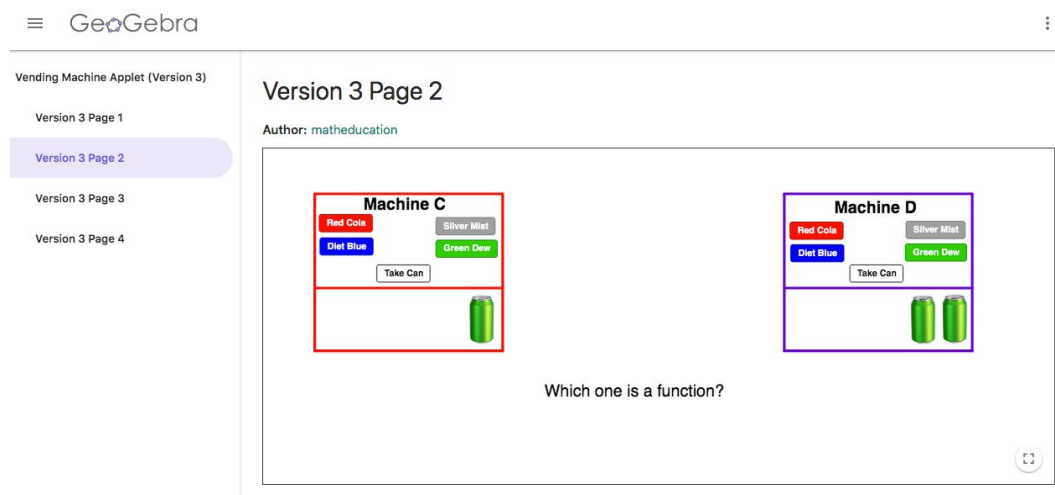 GeoGebra
Vending Machine Applet (Version 3)
Version 3 Page 1
Version 3 Page 2
Version 3 Page 3
Version 3 Page 4
Version 3 Page 2
Author: matheducation
Machine C
Red Cola
Silver Mist
Diet Blue
Green Dew
Take Can
Machine D
Red Cola
Silver Mist
Diet Blue
Green Dew
Take Can
Which one is a function?